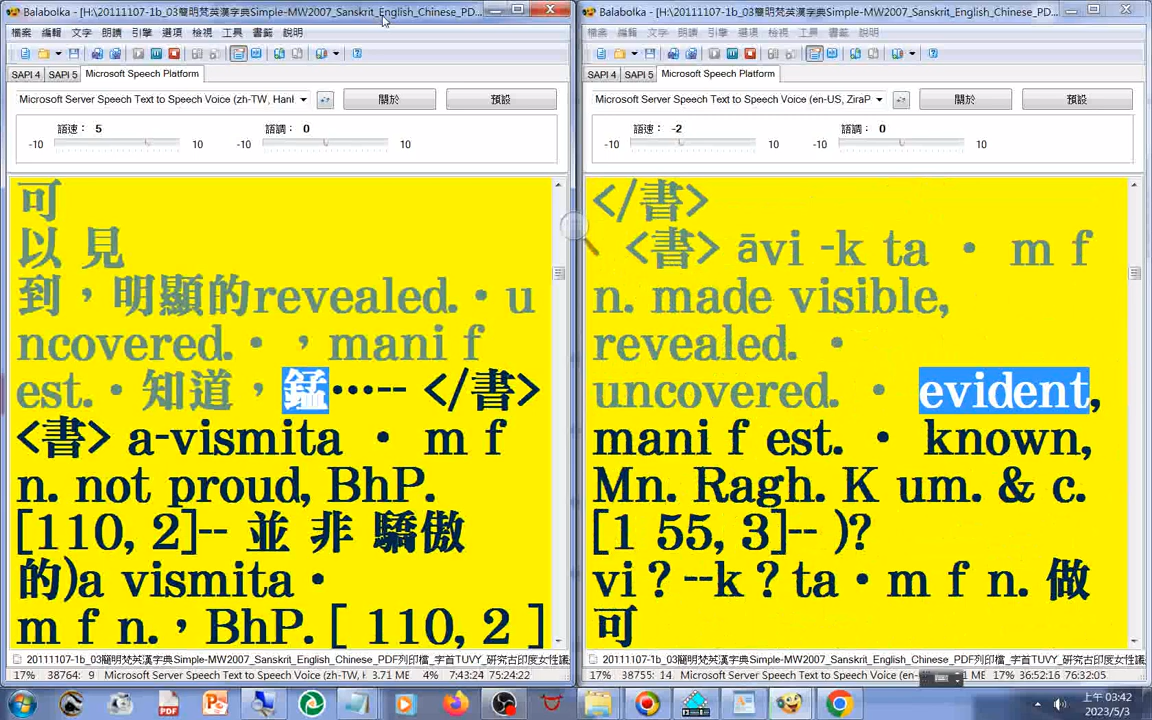 Balabolka - [H:\20111107-1b_03簡明梵英漢字典Simple-MW2007_Sanskrit_English_Chinese_PD...
檔案 編輯 文字 朗讀 引擎 選項 檢視 工具 書籤 說明
SAPI 4 SAPI 5 Microsoft Speech Platform
Microsoft Server Speech Text to Speech Voice (zh-TW, Hanl
關於
預設
語速： 5
語調： 0
-10 10 -10 10
可
以 見
到，明顯的revealed.·u
ncovered.·，mani f
est.·知道，錳…-- </書>
<書> a-vismita · m f
n. not proud, BhP.
[110, 2]-- 並 非 驕傲
的)a vismita·
m f n.，BhP. [ 110, 2 ]
20111107-1b_03簡明梵英漢字典Simple-MW2007_Sanskrit_English_Chinese_PDF列印檔_字首TUVY_研究古印度女性議
17% 38764: 9 Microsoft Server Speech Text to Speech Voice (zh-TW, H 3.71 ME 4% 7:43:24 75:24:22
Balabolka - [H:\20111107-1b_03簡明梵英漢字典Simple-MW2007_Sanskrit_English_Chinese_PD...
檔案 編輯 文字 朗讀 引擎 選項 檢視 工具 書籤 說明
SAPI 4 SAPI 5 Microsoft Speech Platform
Microsoft Server Speech Text to Speech Voice (en-US, ZiraP
關於
預設
語速： -2
語調： 0
-10 10 -10 10
</書>
<書> āvi -k ta · m f
n. made visible,
revealed. ·
uncovered. · evident,
mani f est. · known,
Mn. Ragh. K um. & c.
[1 55, 3]-- )?
vi？--k？ta·m f n. 做
可
20111107-1b_03簡明梵英漢字典Simple-MW2007_Sanskrit_English_Chinese_PDF列印檔_字首TUVY_研究古印度女性議
17% 38755: 14 Microsoft Server Speech Text to Speech Voice (en-U 17% 36:52:16 76:32:05
上午 03:42
2023/5/3